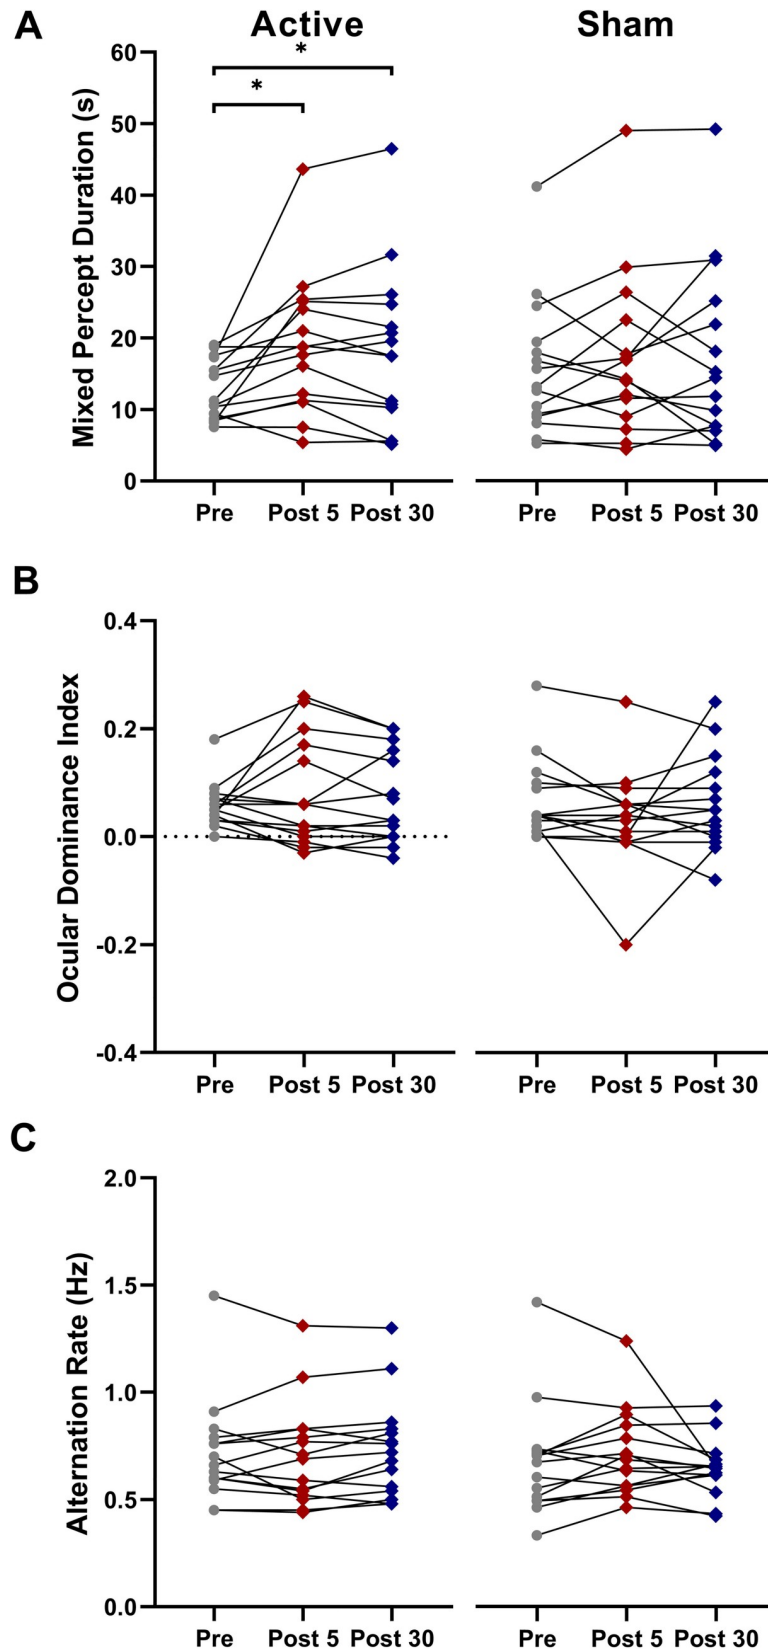 A
Active
Sham
Mixed Percept Duration (s)
60
50
40
30
20
10
0
*
*
Pre
Post 5
Post 30
Pre
Post 5
Post 30
B
Ocular Dominance Index
0.4
0.2
0.0
-0.2
-0.4
Pre
Post 5
Post 30
Pre
Post 5
Post 30
C
Alternation Rate (Hz)
2.0
1.5
1.0
0.5
0.0
Pre
Post 5
Post 30
Pre
Post 5
Post 30